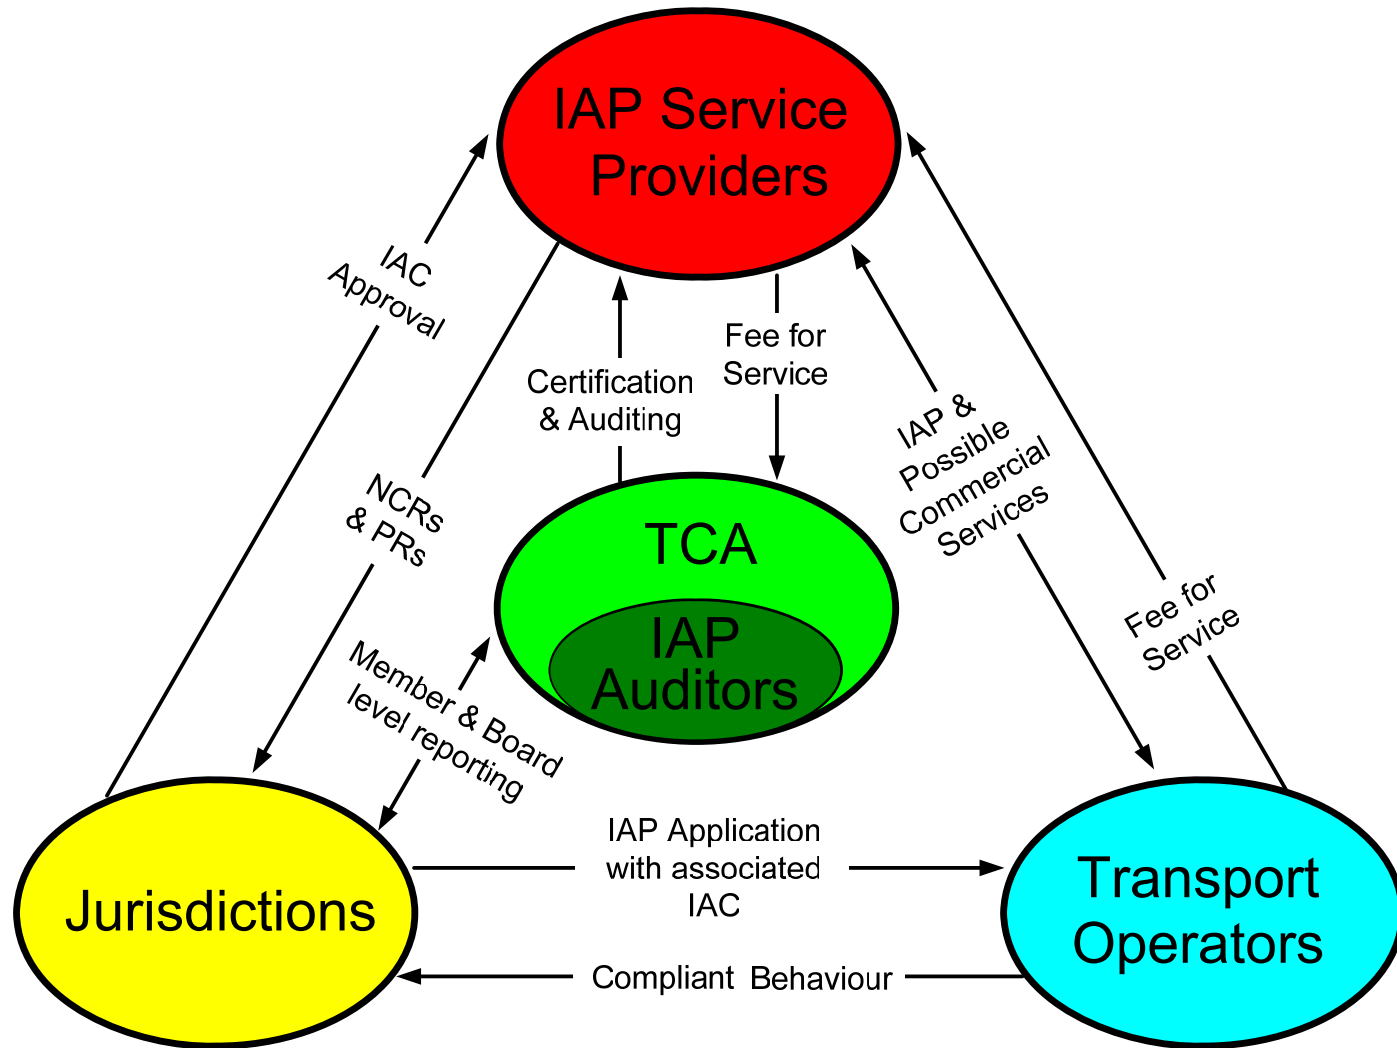 IAP Service
Providers
IAC
Approval
Fee for
Service
Certification
& Auditing
IAP &
Possible
Commercial
Services
NCRs
& PRs
TCA
IAP
Auditors
Fee for
Service
Member & Board
level reporting
IAP Application
with associated
IAC
Jurisdictions
Transport
Operators
Compliant Behaviour